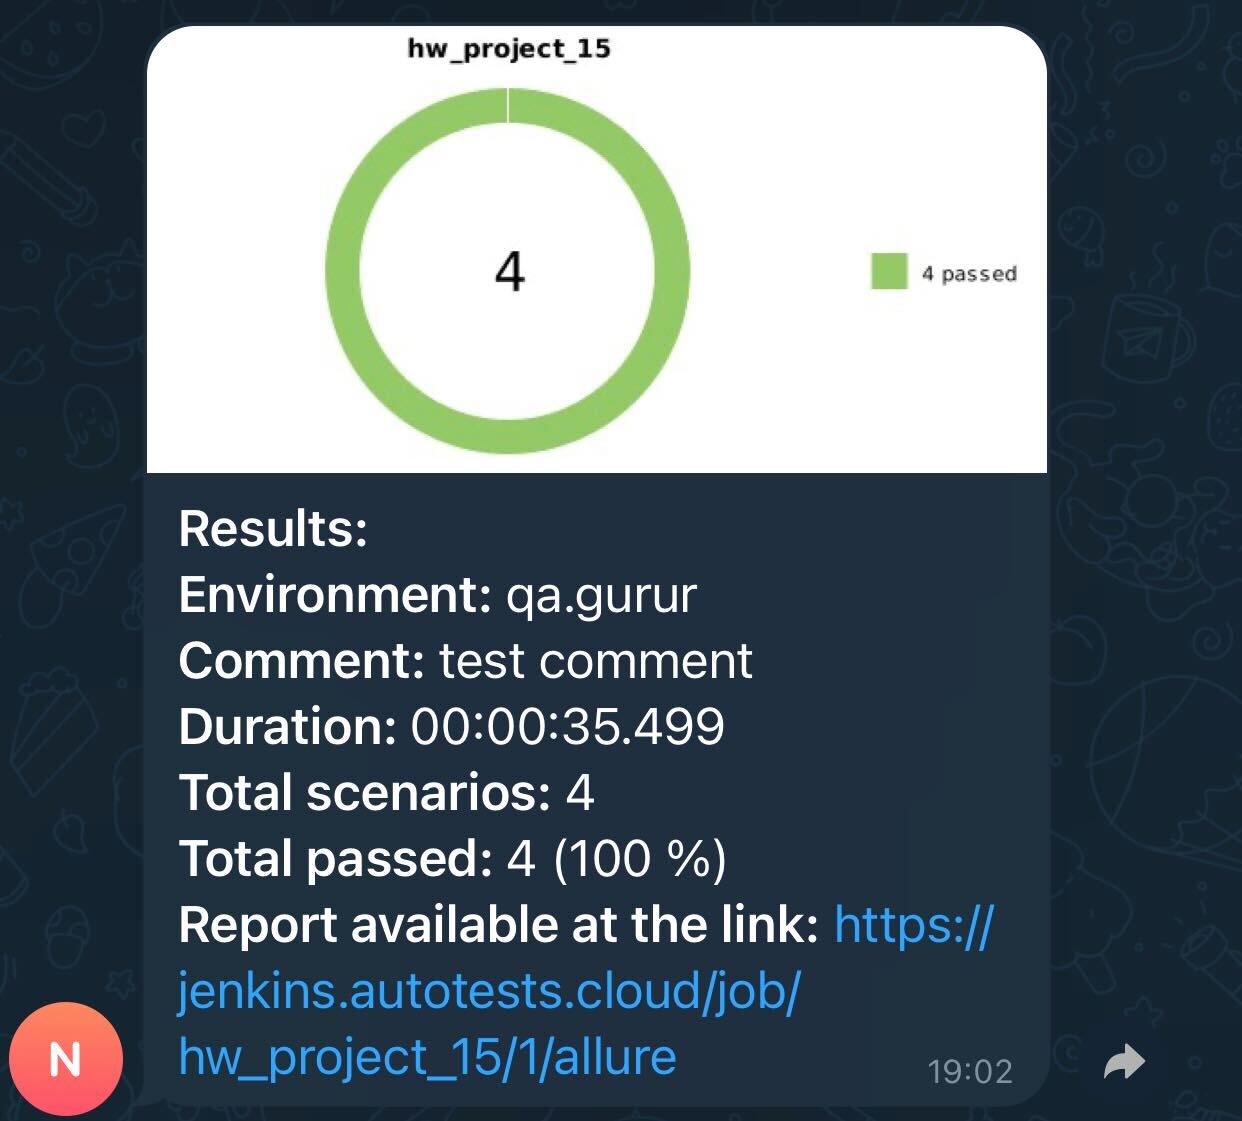 hw_project_15
4
4 passed
Results:
Environment: qa.gurur
Comment: test comment
Duration: 00:00:35.499
Total scenarios: 4
Total passed: 4 (100 %)
Report available at the link: https://
jenkins.autotests.cloud/job/
hw_project_15/1/allure
19:02
N